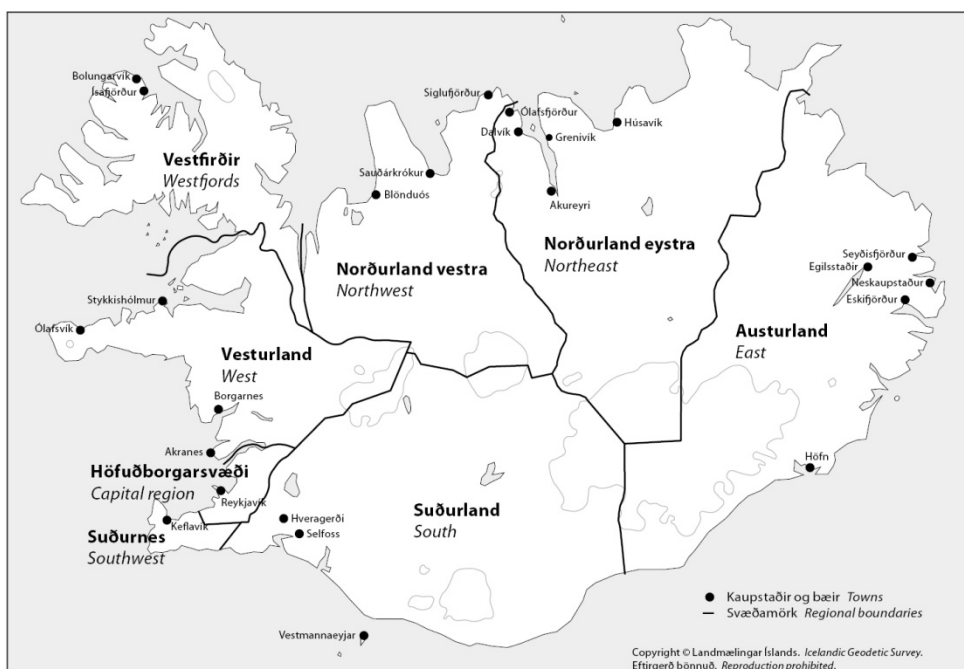 Bolungarvík
Ísafjörður
Vestfirðir
Westfjords
Siglufjörður
Ólafsfjörður
Dalvík
Grenivík
Húsavík
Sauðárkrókur
Blönduós
Akureyri
Norðurland vestra
Northwest
Norðurland eystra
Northeast
Seyðisfjörður
Egilsstaðir
Neskaupstaður
Eskifjörður
Stykkishólmur
Ólafsvík
Vesturland
West
Austurland
East
Borgarnes
Akranes
Höfuðborgarsvæði
Capital region
Reykjavík
Höfn
Keflavík
Suðurnes
Southwest
Hveragerði
Selfoss
Suðurland
South
Vestmannaeyjar
Kaupstaðir og bæir Towns
Svæðamörk Regional boundaries
Copyright © Landmælingar Íslands. Icelandic Geodetic Survey.
Eftirgerð bönnuð. Reproduction prohibited.